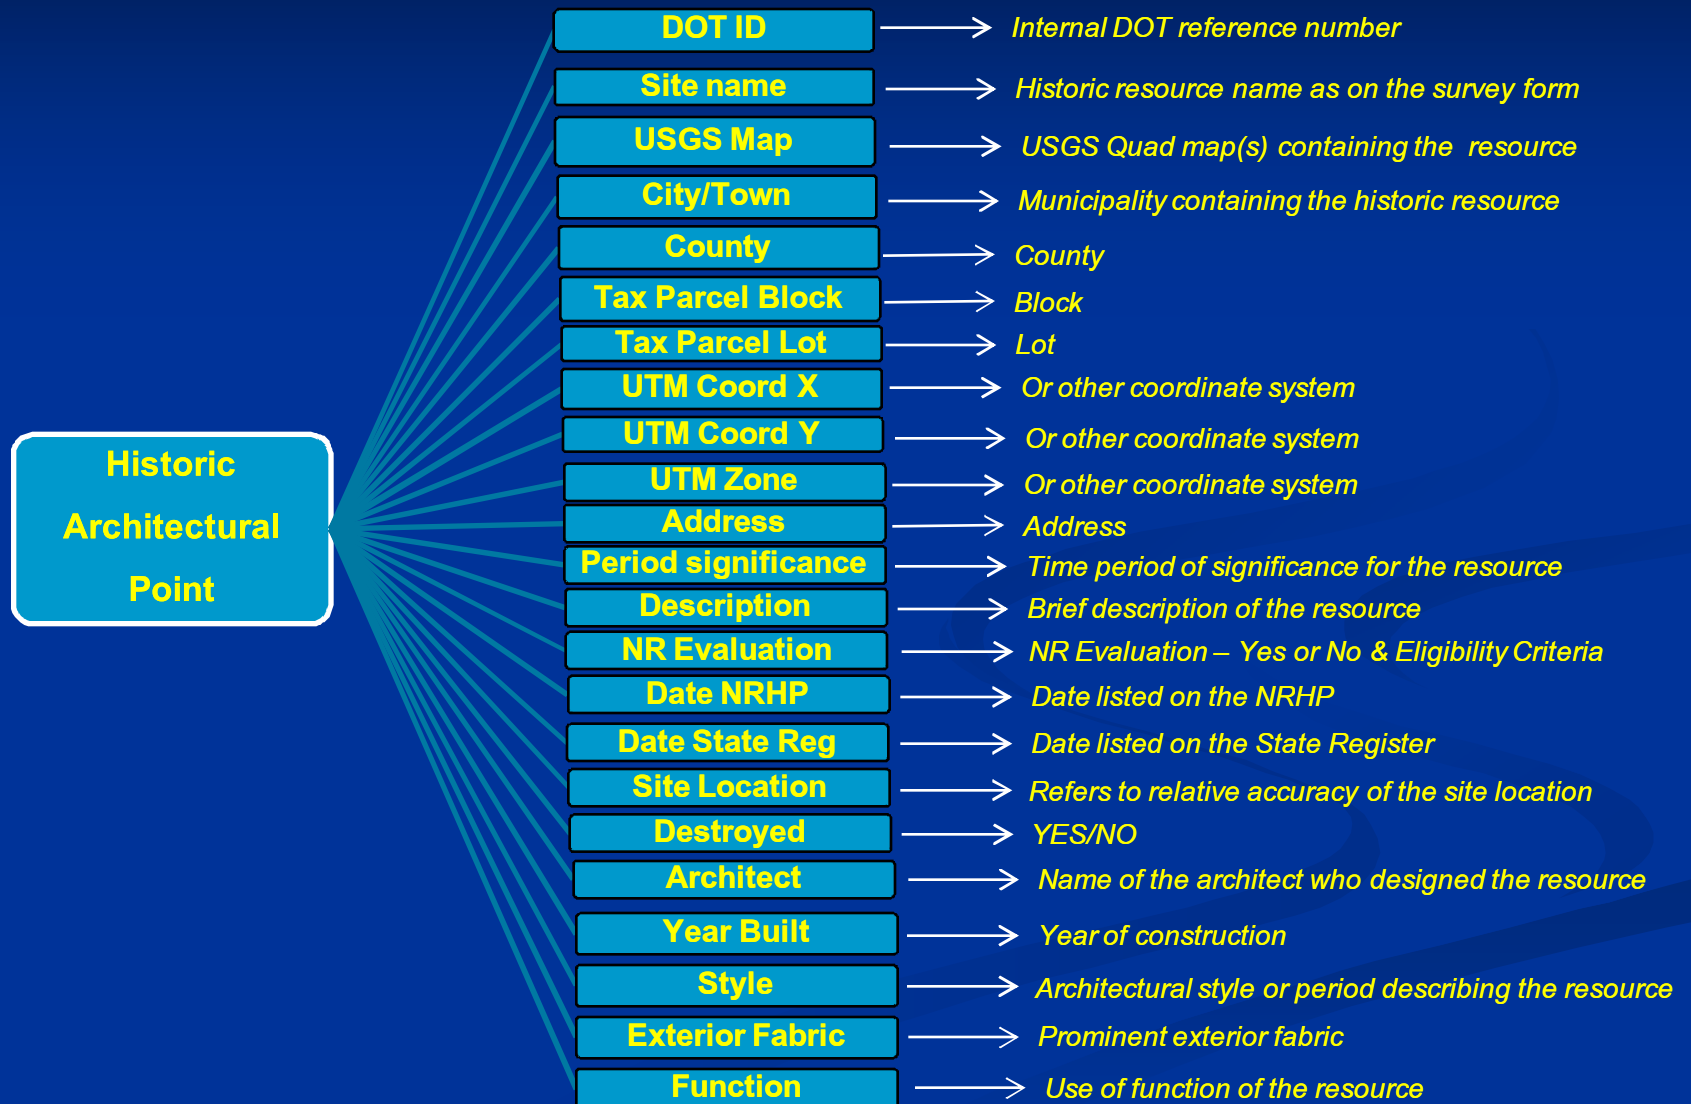 DOT ID
Internal DOT reference number
Site name
Historic resource name as on the survey form
USGS Map
USGS Quad map(s) containing the resource
City/Town
Municipality containing the historic resource
County
County
Tax Parcel Block
Block
Tax Parcel Lot
Lot
UTM Coord X
Or other coordinate system
UTM Coord Y
Or other coordinate system
UTM Zone
Or other coordinate system
Address
Address
Period significance
Time period of significance for the resource
Description
Brief description of the resource
NR Evaluation
NR Evaluation – Yes or No & Eligibility Criteria
Date NRHP
Date listed on the NRHP
Date State Reg
Date listed on the State Register
Site Location
Refers to relative accuracy of the site location
Destroyed
YES/NO
Architect
Name of the architect who designed the resource
Year Built
Year of construction
Style
Architectural style or period describing the resource
Exterior Fabric
Prominent exterior fabric
Function
Use of function of the resource
Historic
Architectural
Point